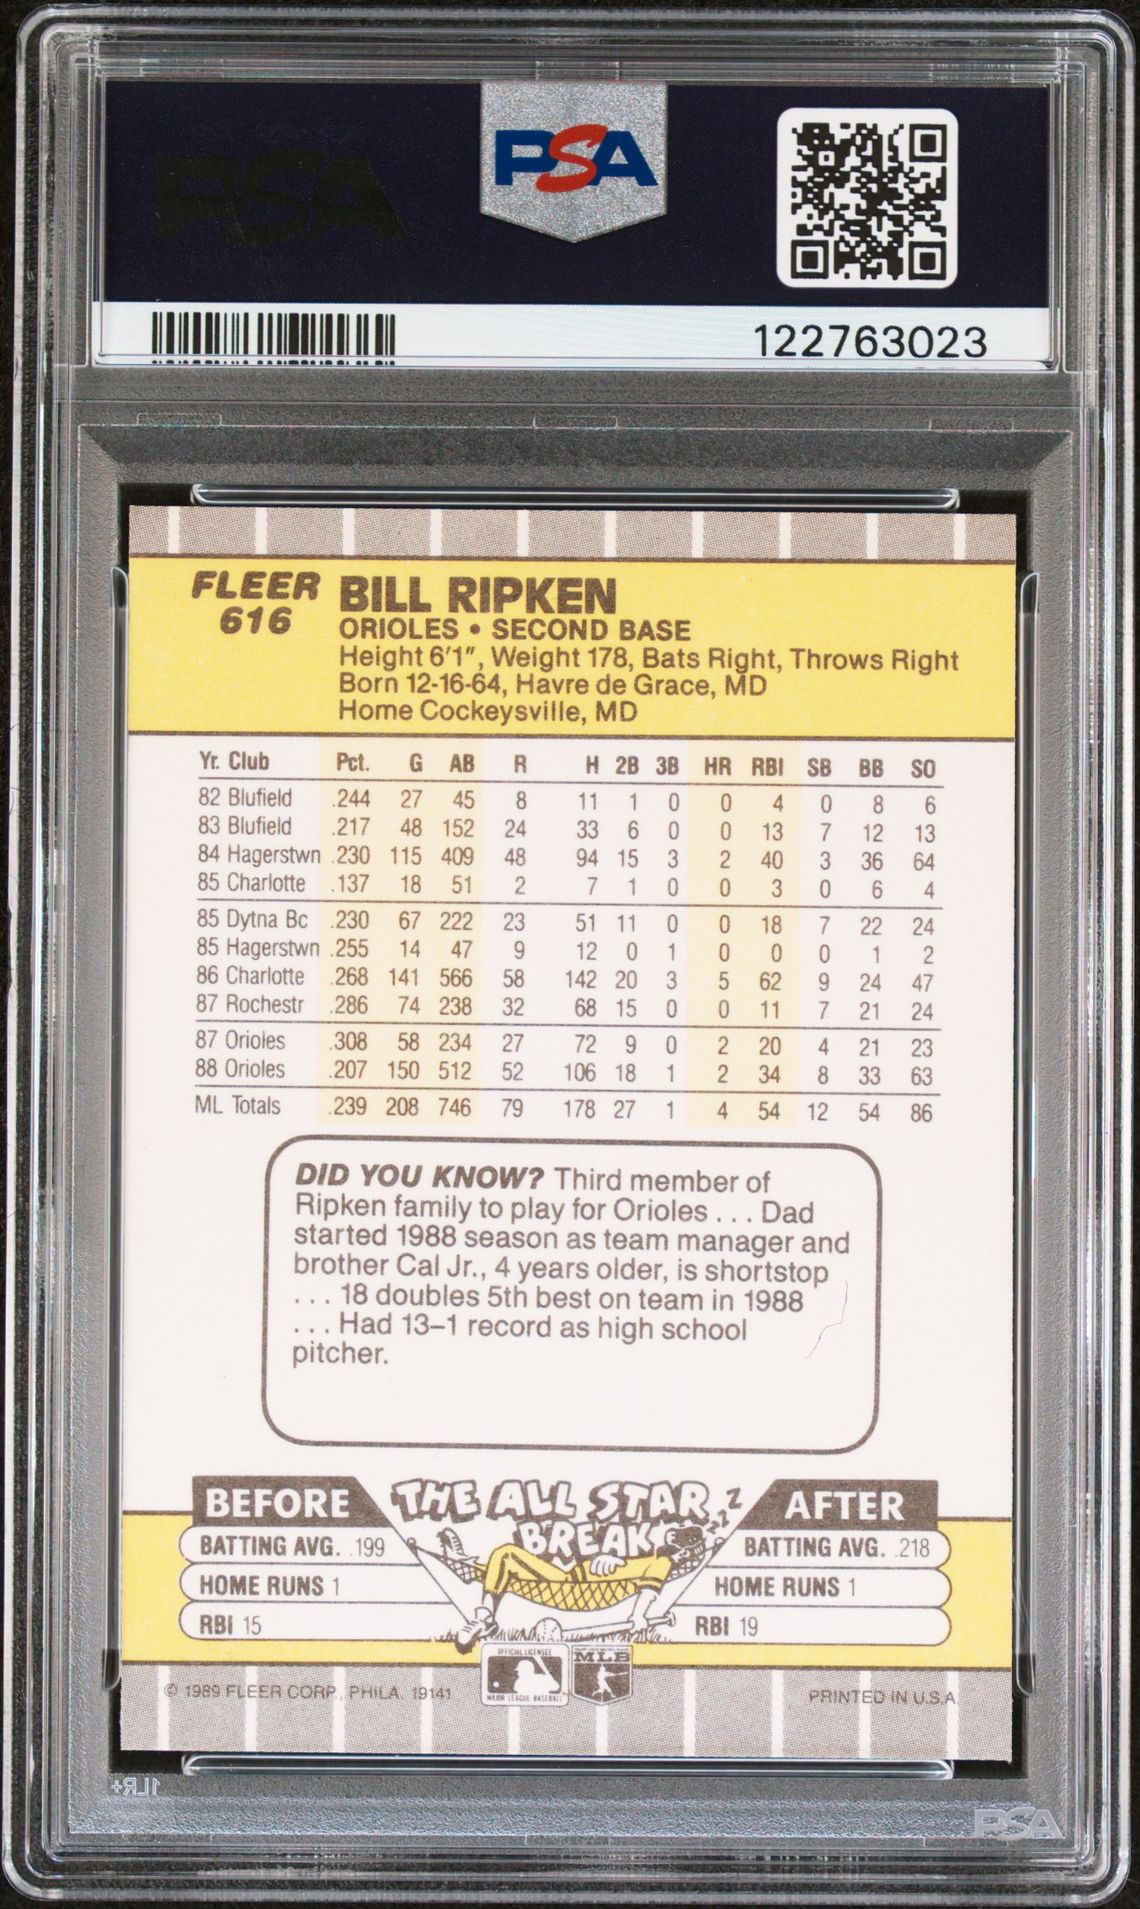 PSA
PSA
122763023
FLEER
616
BILL RIPKEN
ORIOLES • SECOND BASE
Height 6'1", Weight 178, Bats Right, Throws Right
Born 12-16-64, Havre de Grace, MD
Home Cockeysville, MD
Yr. Club Pct. G AB R H 2B 3B HR RBI SB BB SO
82 Blufield .244 27 45 8 11 1 0 0 4 0 8 6
83 Blufield .217 48 152 24 33 6 0 0 13 7 12 13
84 Hagerstwn .230 115 409 48 94 15 3 2 40 3 36 64
85 Charlotte .137 18 51 2 7 1 0 0 3 0 6 4
85 Dytna Bc .230 67 222 23 51 11 0 0 18 7 22 24
85 Hagerstwn .255 14 47 9 12 0 1 0 0 0 1 2
86 Charlotte .268 141 566 58 142 20 3 5 62 9 24 47
87 Rochestr .286 74 238 32 68 15 0 0 11 7 21 24
87 Orioles .308 58 234 27 72 9 0 2 20 4 21 23
88 Orioles .207 150 512 52 106 18 1 2 34 8 33 63
ML Totals .239 208 746 79 178 27 1 4 54 12 54 86
DID YOU KNOW? Third member of
Ripken family to play for Orioles . . . Dad
started 1988 season as team manager and
brother Cal Jr., 4 years older, is shortstop
. . . 18 doubles 5th best on team in 1988
. . . Had 13–1 record as high school
pitcher.
THE ALL STAR
BREAK
ZZZZ
BEFORE
BATTING AVG. .199
HOME RUNS 1
RBI 15
AFTER
BATTING AVG. .218
HOME RUNS 1
RBI 19
OFFICIAL LICENSEE
MAJOR LEAGUE BASEBALL
MLB
© 1989 FLEER CORP., PHILA. 19141
PRINTED IN U.S.A.
1LR+
PSA